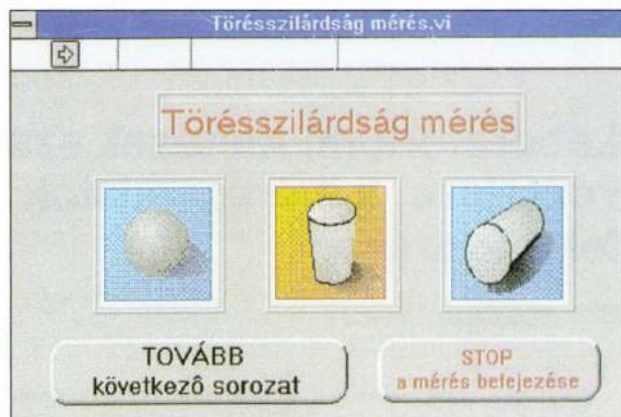 Törésszilárdság mérés.vi
Törésszilárdság mérés
TOVÁBB
következő sorozat
STOP
a mérés befejezése